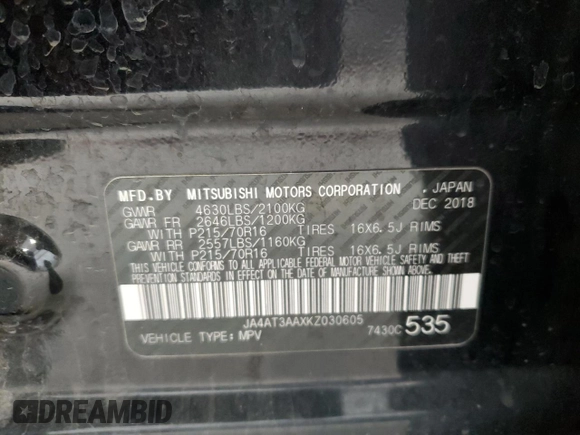 MFD.BY MITSUBISHI MOTORS CORPORATION . JAPAN
GVWR 4630LBS/2100KG DEC 2018
GAWR FR 2646LBS/1200KG
WITH P215/70R16 TIRES 16X6.5J RIMS
GAWR RR 2557LBS/1160KG
WITH P215/70R16 TIRES 16X6.5J RIMS
THIS VEHICLE CONFORMS TO ALL APPLICABLE FEDERAL MOTOR VEHICLE SAFETY AND THEFT
PREVENTION STANDARDS IN EFFECT ON THE DATE OF MANUFACTURE SHOWN ABOVE.
JA4AT3AAXKZ030605
VEHICLE TYPE: MPV 7430C 535
DREAMBID